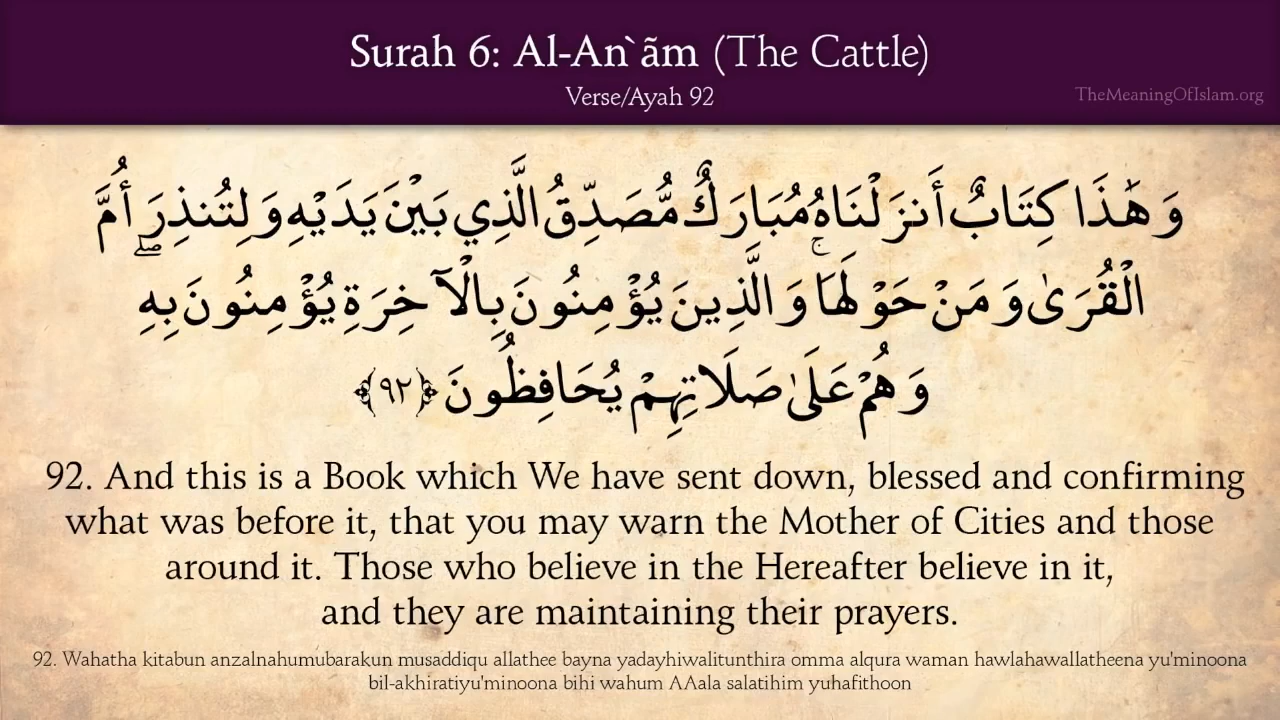 Surah 6: Al-An`ãm (The Cattle)
Verse/Ayah 92
TheMeaningOfIslam.org
وَهَٰذَا كِتَابٌ أَنزَلْنَاهُ مُبَارَكٌ مُّصَدِّقُ الَّذِي بَيْنَ يَدَيْهِ وَلِتُنذِرَ أُمَّ
الْقُرَىٰ وَمَنْ حَوْلَهَا ۚ وَالَّذِينَ يُؤْمِنُونَ بِالْآخِرَةِ يُؤْمِنُونَ بِهِ ۖ
وَهُمْ عَلَىٰ صَلَاتِهِمْ يُحَافِظُونَ ﴿٩٢﴾
92. And this is a Book which We have sent down, blessed and confirming
what was before it, that you may warn the Mother of Cities and those
around it. Those who believe in the Hereafter believe in it,
and they are maintaining their prayers.
92. Wahatha kitabun anzalnahumubarakun musaddiqu allathee bayna yadayhiwalitunthira omma alqura waman hawlahawallatheena yu'minoona
bil-akhiratiyu'minoona bihi wahum AAala salatihim yuhafithoon